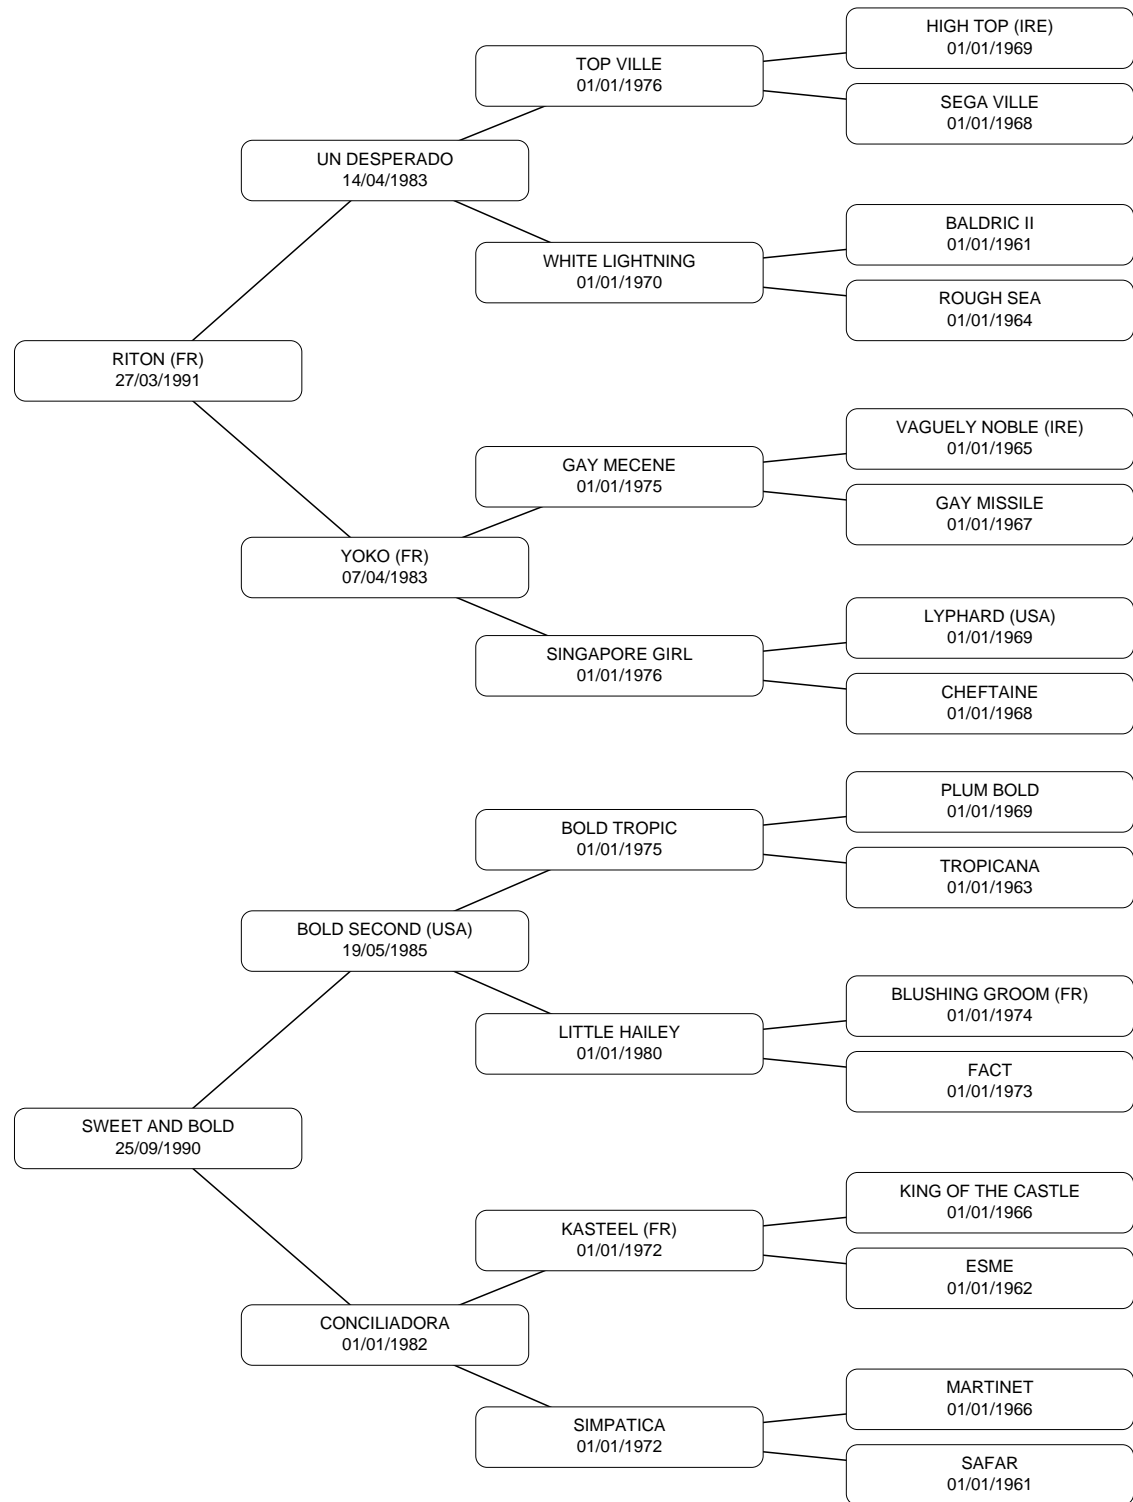 HIGH TOP (IRE)
01/01/1969
TOP VILLE
01/01/1976
SEGA VILLE
01/01/1968
UN DESPERADO
14/04/1983
BALDRIC II
01/01/1961
WHITE LIGHTNING
01/01/1970
ROUGH SEA
01/01/1964
RITON (FR)
27/03/1991
VAGUELY NOBLE (IRE)
01/01/1965
GAY MECENE
01/01/1975
GAY MISSILE
01/01/1967
YOKO (FR)
07/04/1983
LYPHARD (USA)
01/01/1969
SINGAPORE GIRL
01/01/1976
CHEFTAINE
01/01/1968
PLUM BOLD
01/01/1969
BOLD TROPIC
01/01/1975
TROPICANA
01/01/1963
BOLD SECOND (USA)
19/05/1985
BLUSHING GROOM (FR)
01/01/1974
LITTLE HAILEY
01/01/1980
FACT
01/01/1973
SWEET AND BOLD
25/09/1990
KING OF THE CASTLE
01/01/1966
KASTEEL (FR)
01/01/1972
ESME
01/01/1962
CONCILIADORA
01/01/1982
MARTINET
01/01/1966
SIMPATICA
01/01/1972
SAFAR
01/01/1961